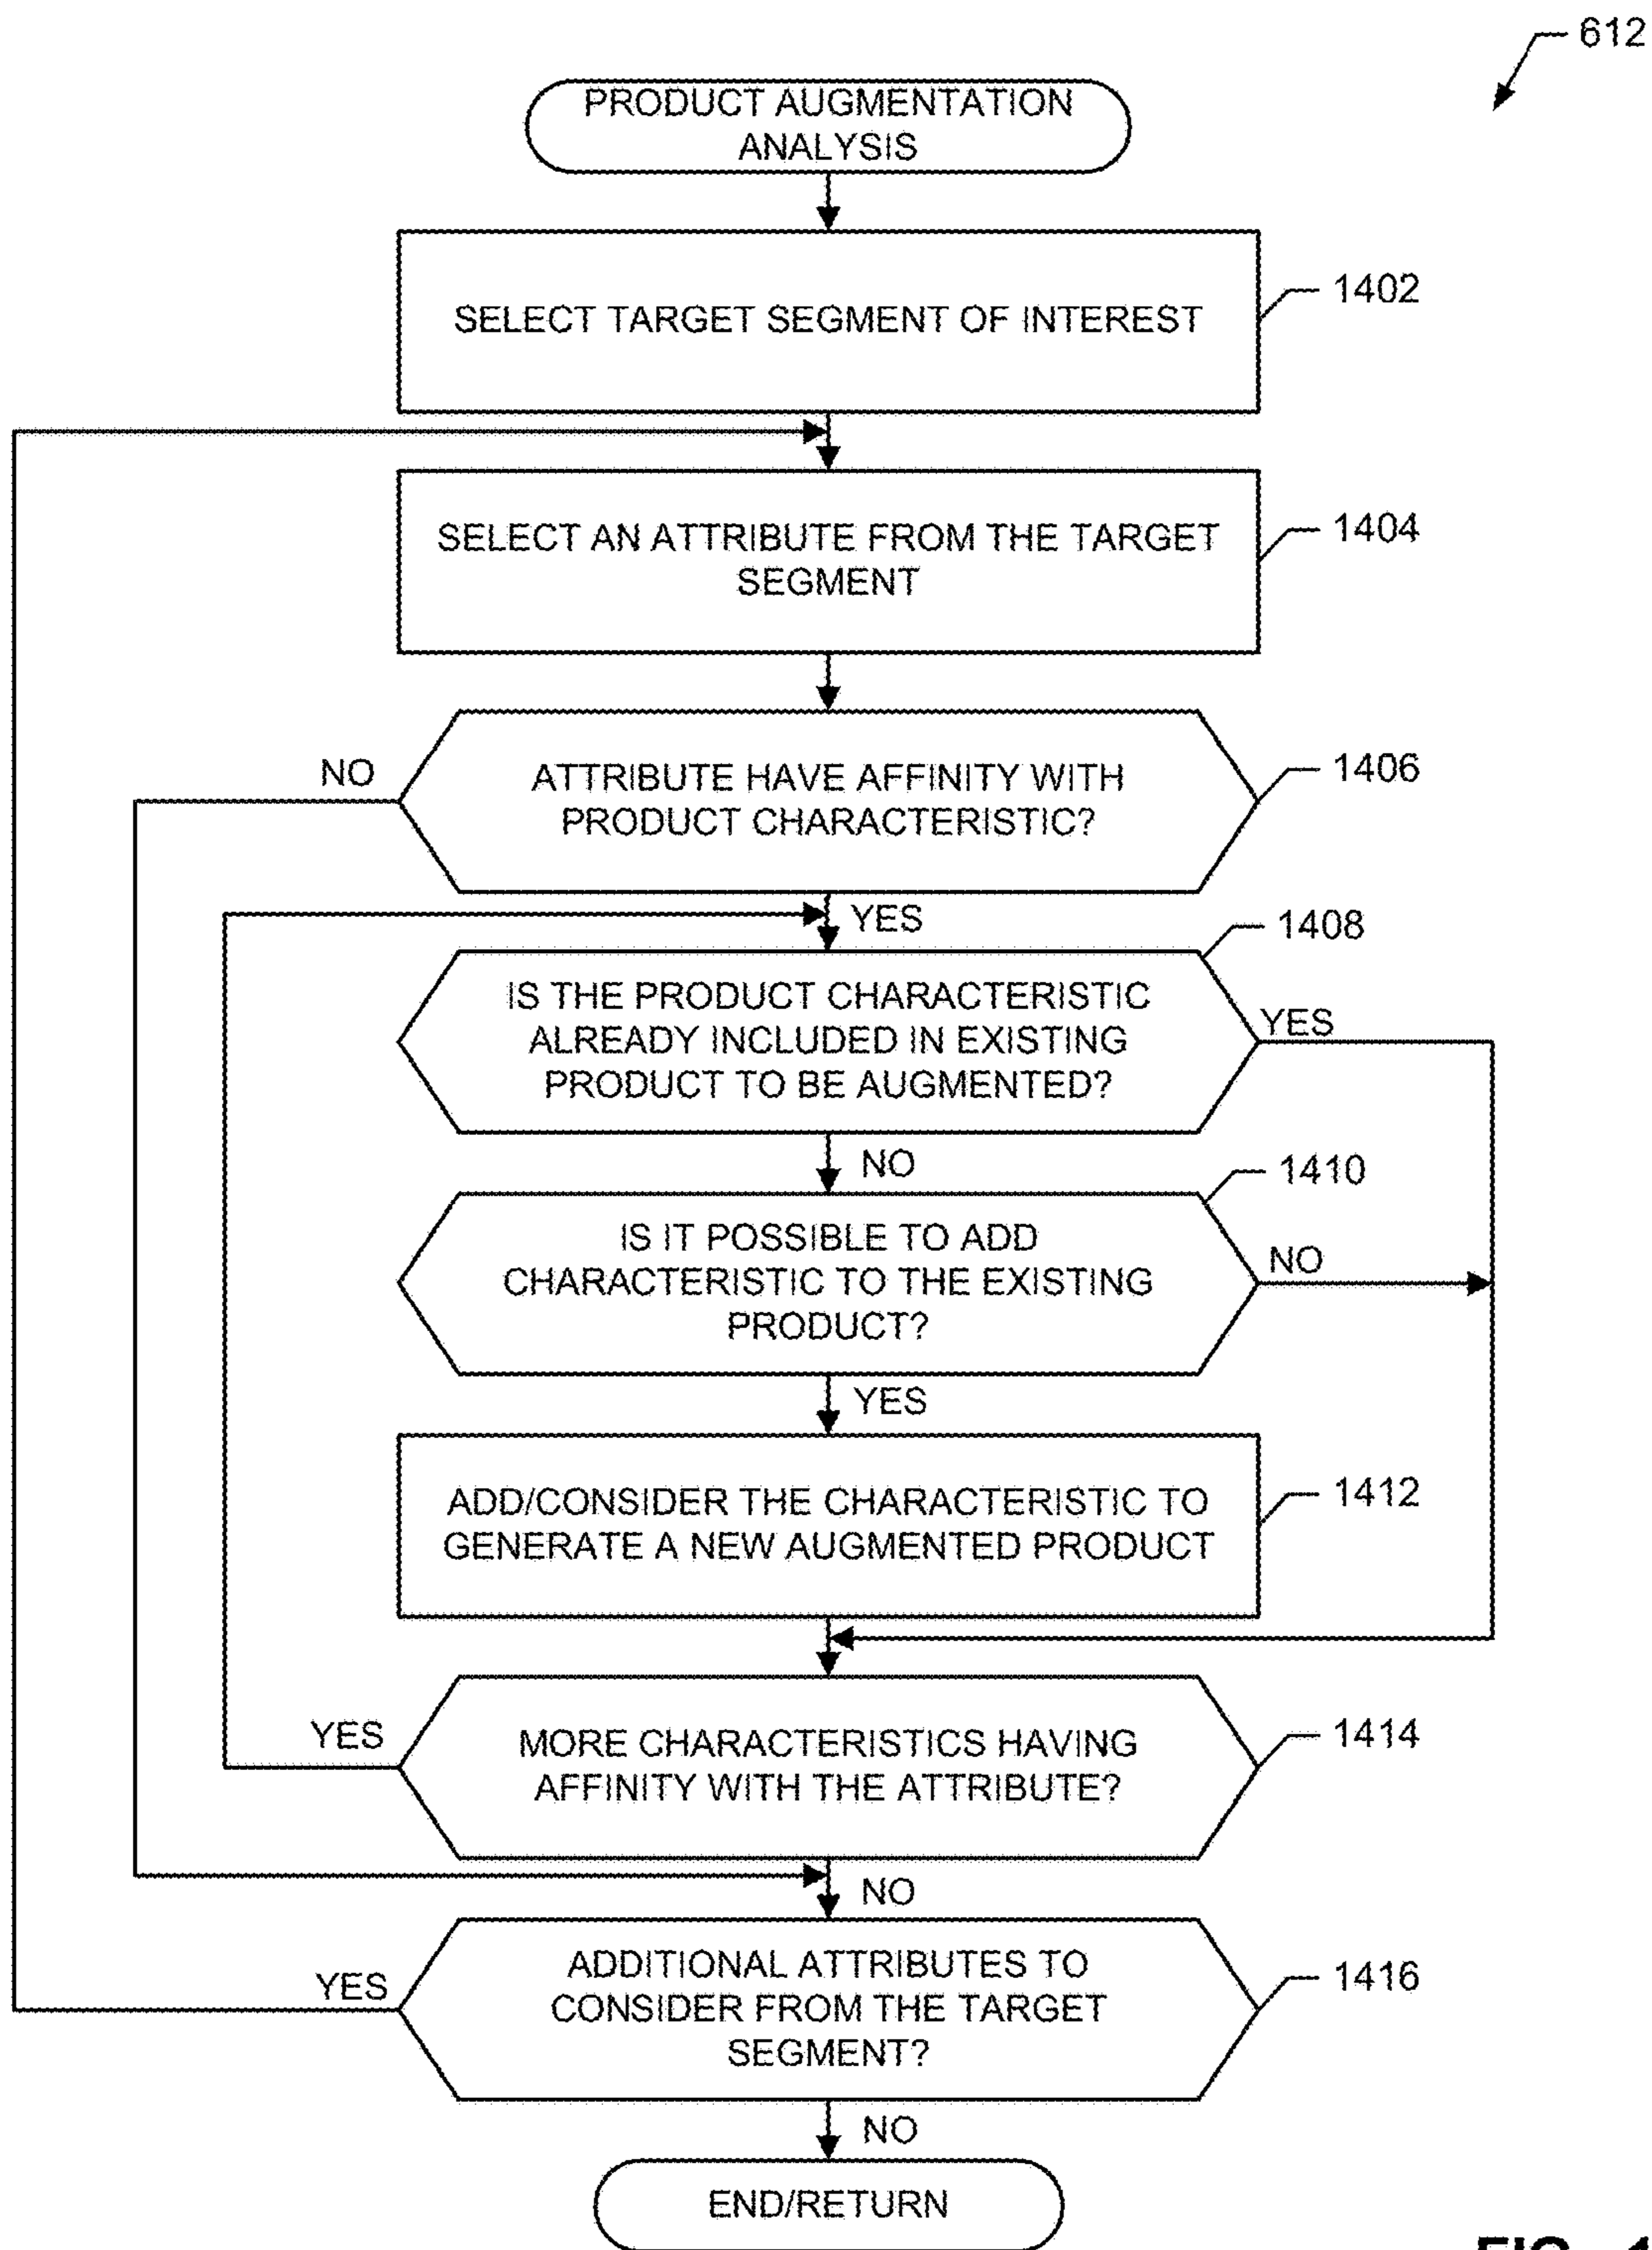 612
PRODUCT AUGMENTATION
ANALYSIS
SELECT TARGET SEGMENT OF INTEREST
1402
SELECT AN ATTRIBUTE FROM THE TARGET
SEGMENT
1404
NO
ATTRIBUTE HAVE AFFINITY WITH
PRODUCT CHARACTERISTIC?
1406
YES
1408
IS THE PRODUCT CHARACTERISTIC
ALREADY INCLUDED IN EXISTING
PRODUCT TO BE AUGMENTED?
YES
NO
1410
IS IT POSSIBLE TO ADD
CHARACTERISTIC TO THE EXISTING
PRODUCT?
NO
YES
ADD/CONSIDER THE CHARACTERISTIC TO
GENERATE A NEW AUGMENTED PRODUCT
1412
YES
MORE CHARACTERISTICS HAVING
AFFINITY WITH THE ATTRIBUTE?
1414
NO
YES
ADDITIONAL ATTRIBUTES TO
CONSIDER FROM THE TARGET
SEGMENT?
1416
NO
END/RETURN